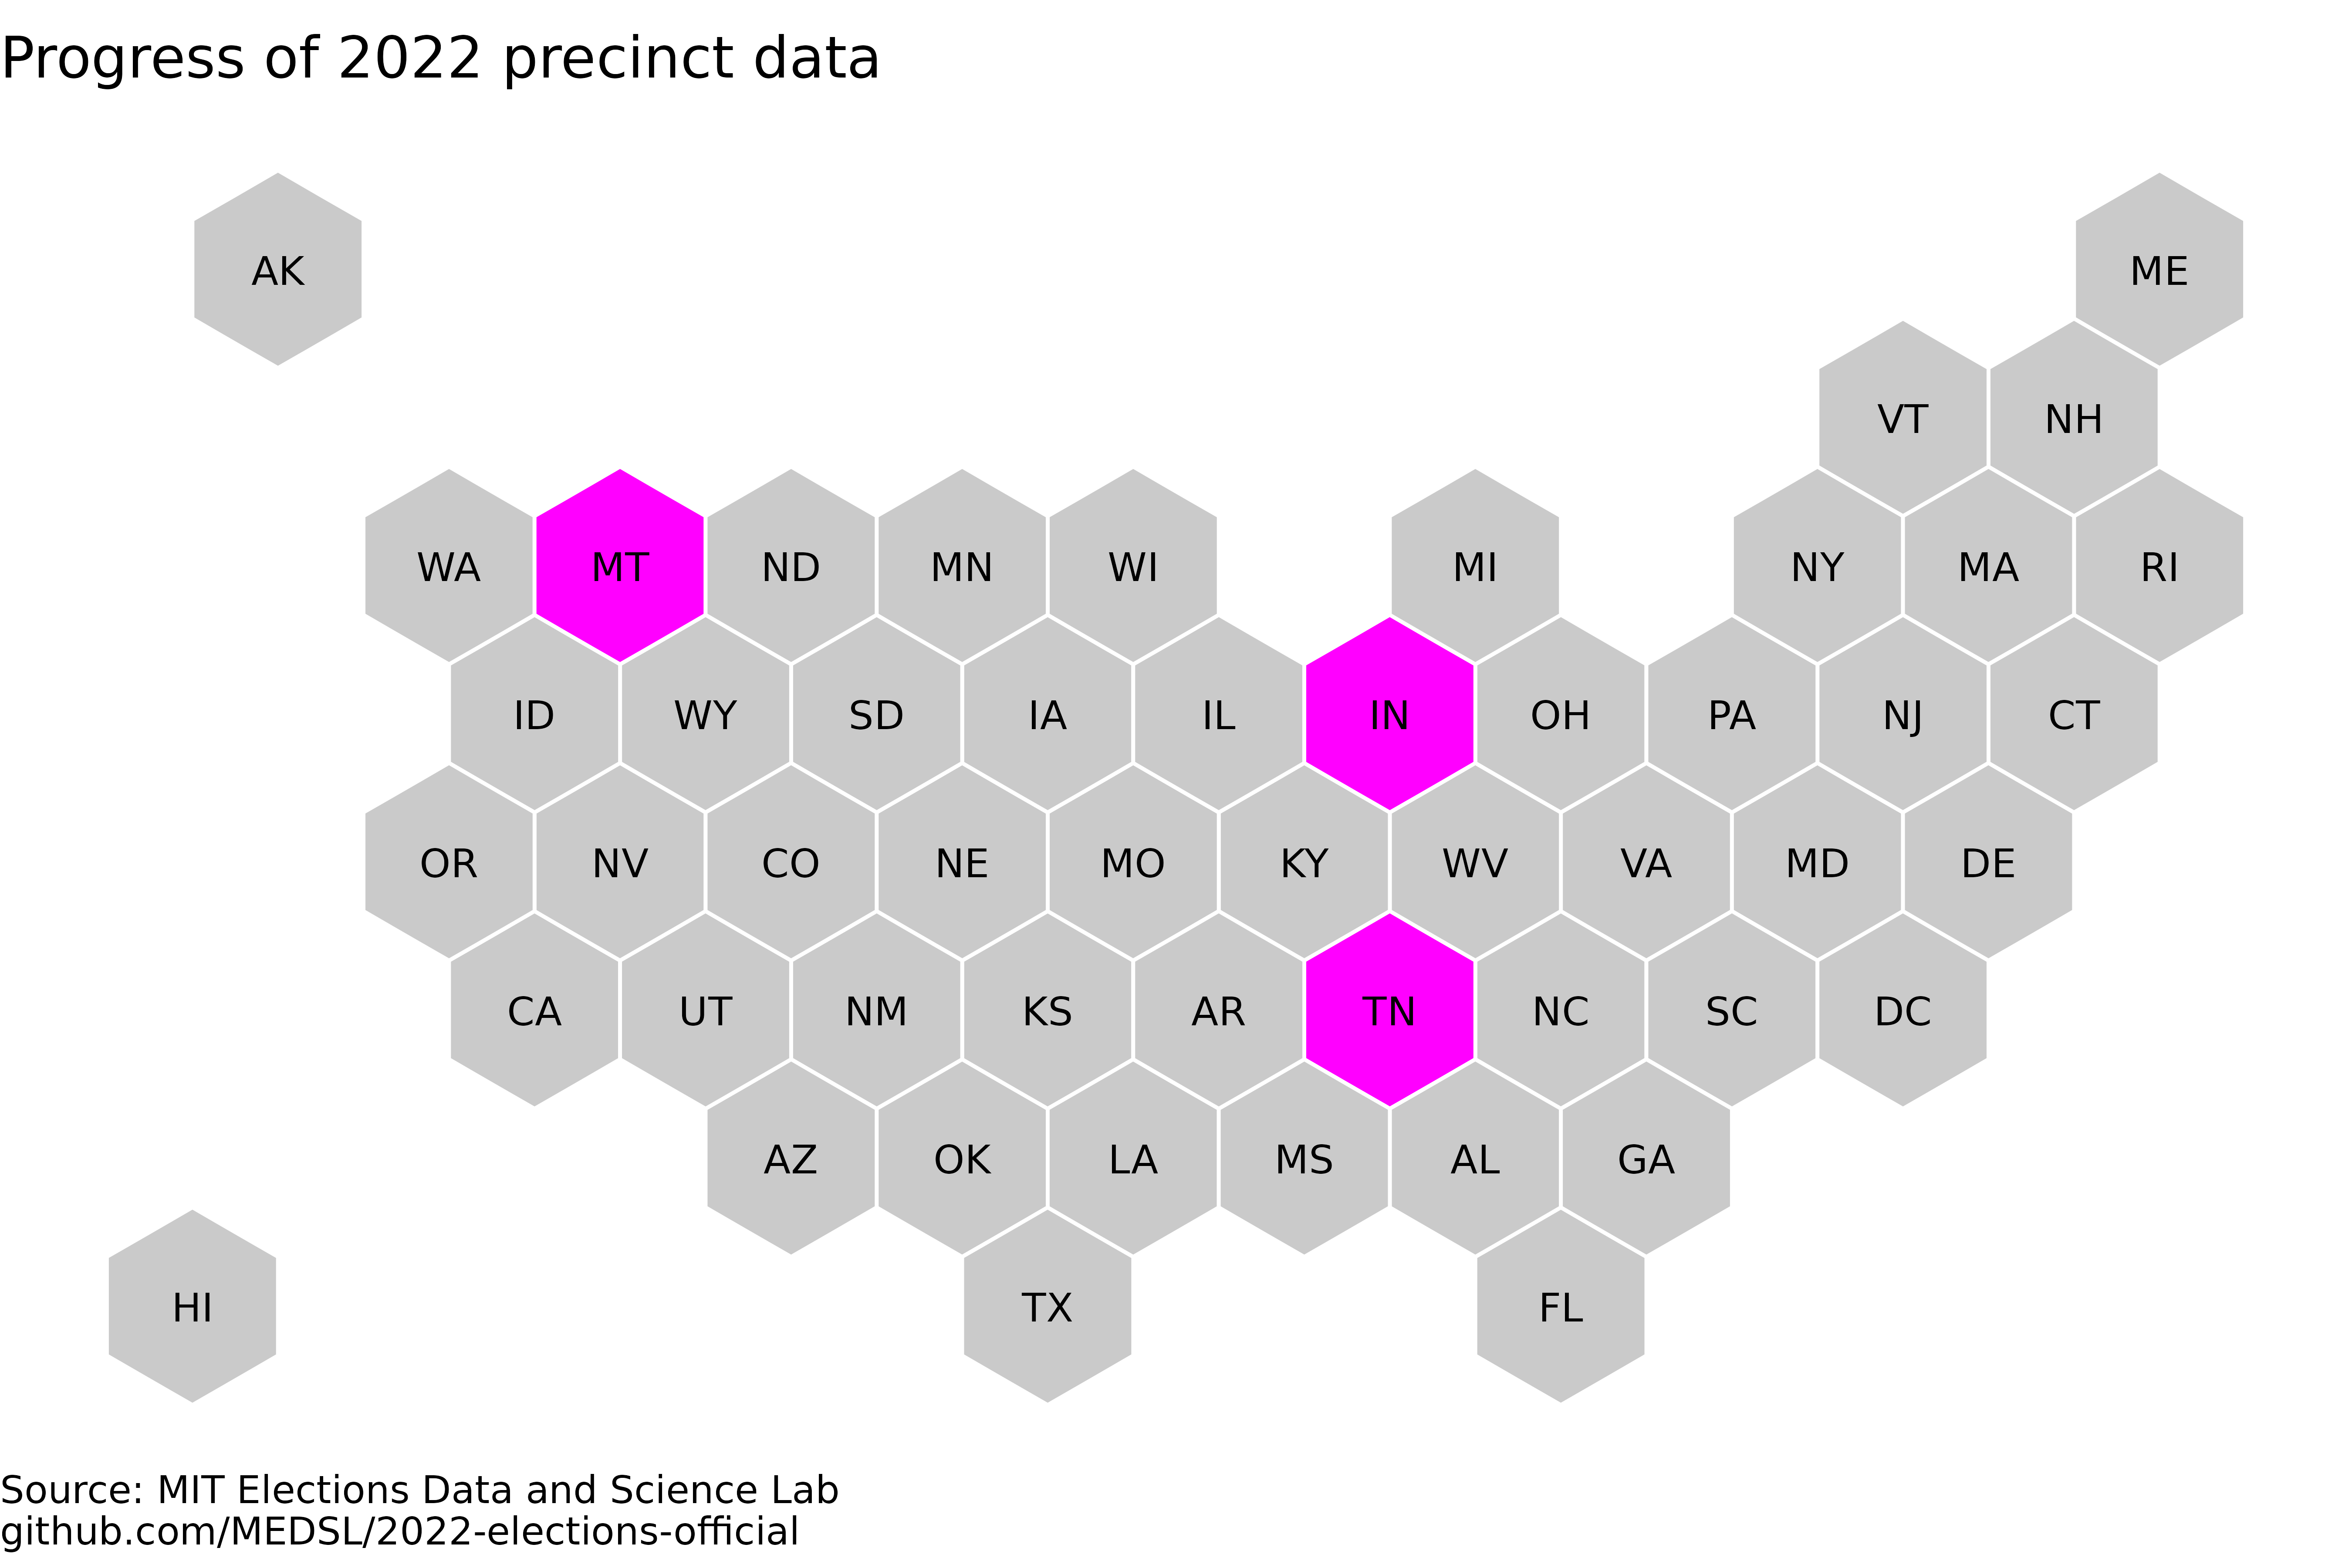 Progress of 2022 precinct data
AK
ME
VT NH
WA MT ND MN WI MI NY MA RI
ID WY SD IA IL IN OH PA NJ CT
OR NV CO NE MO KY WV VA MD DE
CA UT NM KS AR TN NC SC DC
AZ OK LA MS AL GA
HI TX FL
Source: MIT Elections Data and Science Lab
github.com/MEDSL/2022-elections-official